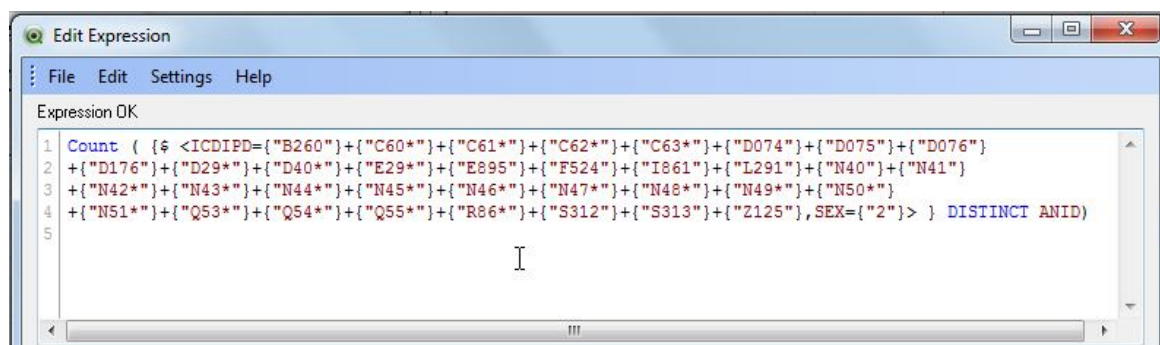 Edit Expression
File Edit Settings Help
Expression OK
1 Count ( {$ <ICDIPD={"B260"}+{"C60*"}+{"C61*"}+{"C62*"}+{"C63*"}+{"D074"}+{"D075"}+{"D076"}
2 +{"D176"}+{"D29*"}+{"D40*"}+{"E29*"}+{"E895"}+{"F524"}+{"I861"}+{"L291"}+{"N40"}+{"N41"}
3 +{"N42*"}+{"N43*"}+{"N44*"}+{"N45*"}+{"N46*"}+{"N47*"}+{"N48*"}+{"N49*"}+{"N50*"}
4 +{"N51*"}+{"Q53*"}+{"Q54*"}+{"Q55*"}+{"R86*"}+{"S312"}+{"S313"}+{"Z125"},SEX={"2"}> } DISTINCT ANID)
5